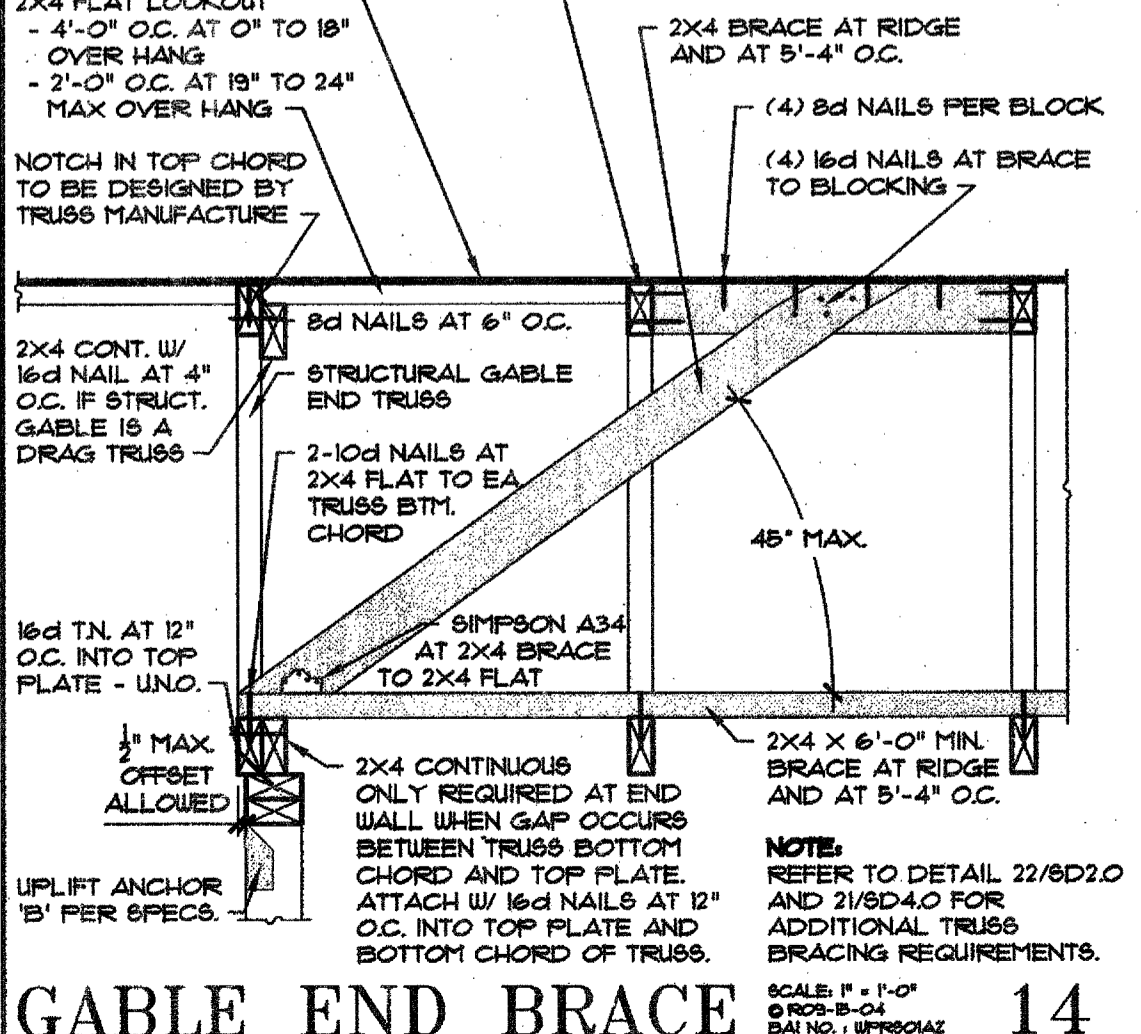 2X4 FLAT LOOKOUT
- 4'-0" O.C. AT 0" TO 18"
OVER HANG
- 2'-0" O.C. AT 19" TO 24"
MAX OVER HANG
NOTCH IN TOP CHORD
TO BE DESIGNED BY
TRUSS MANUFACTURE
2X4 BRACE AT RIDGE
AND AT 5'-4" O.C.
(4) 8d NAILS PER BLOCK
(4) 16d NAILS AT BRACE
TO BLOCKING
8d NAILS AT 6" O.C.
2X4 CONT. W/
16d NAIL AT 4"
O.C. IF STRUCT.
GABLE IS A
DRAG TRUSS
STRUCTURAL GABLE
END TRUSS
2-10d NAILS AT
2X4 FLAT TO EA
TRUSS BTM.
CHORD
45° MAX.
16d T.N. AT 12"
O.C. INTO TOP
PLATE - U.N.O.
SIMPSON A34
AT 2X4 BRACE
TO 2X4 FLAT
1/2" MAX.
OFFSET
ALLOWED
UPLIFT ANCHOR
'B' PER SPECS.
2X4 CONTINUOUS
ONLY REQUIRED AT END
WALL WHEN GAP OCCURS
BETWEEN TRUSS BOTTOM
CHORD AND TOP PLATE.
ATTACH W/ 16d NAILS AT 12"
O.C. INTO TOP PLATE AND
BOTTOM CHORD OF TRUSS.
2X4 X 6'-0" MIN.
BRACE AT RIDGE
AND AT 5'-4" O.C.
NOTE:
REFER TO DETAIL 22/SD2.0
AND 21/SD4.0 FOR
ADDITIONAL TRUSS
BRACING REQUIREMENTS.
GABLE END BRACE
SCALE: 1" = 1'-0"
© R09-15-04
BAI NO. : WPRS01AZ
14